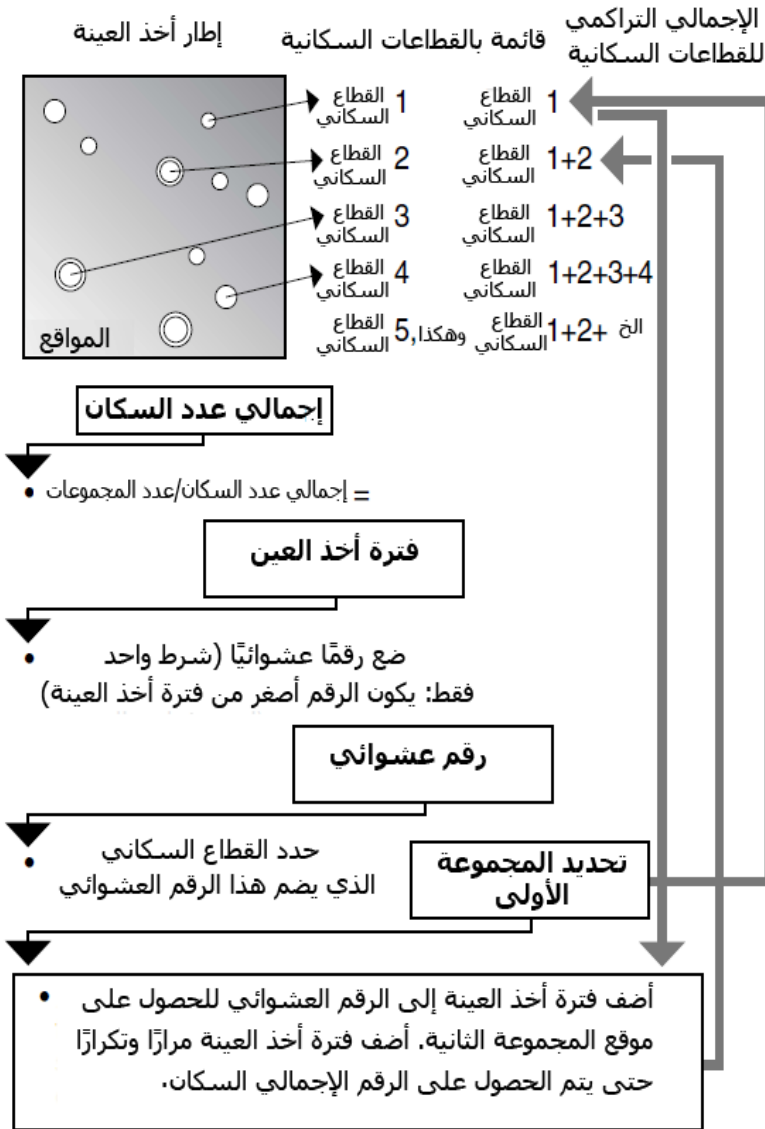 إطار أخذ العينة
قائمة بالقطاعات السكانية
الإجمالي التراكمي
للقطاعات السكانية
القطاع السكاني 1
القطاع السكاني 1
القطاع السكاني 2
القطاع السكاني 1+2
القطاع السكاني 3
القطاع السكاني 1+2+3
القطاع السكاني 4
القطاع السكاني 1+2+3+4
القطاع السكاني 5, وهكذا
القطاع السكاني 1+2+ الخ
المواقع
إجمالي عدد السكان
• = إجمالي عدد السكان/عدد المجموعات
فترة أخذ العين
• ضع رقمًا عشوائيًا (شرط واحد
فقط: يكون الرقم أصغر من فترة أخذ العينة)
رقم عشوائي
• حدد القطاع السكاني
الذي يضم هذا الرقم العشوائي
تحديد المجموعة
الأولى
• أضف فترة أخذ العينة إلى الرقم العشوائي للحصول على
موقع المجموعة الثانية. أضف فترة أخذ العينة مرارًا وتكرارًا
حتى يتم الحصول على الرقم الإجمالي السكان.